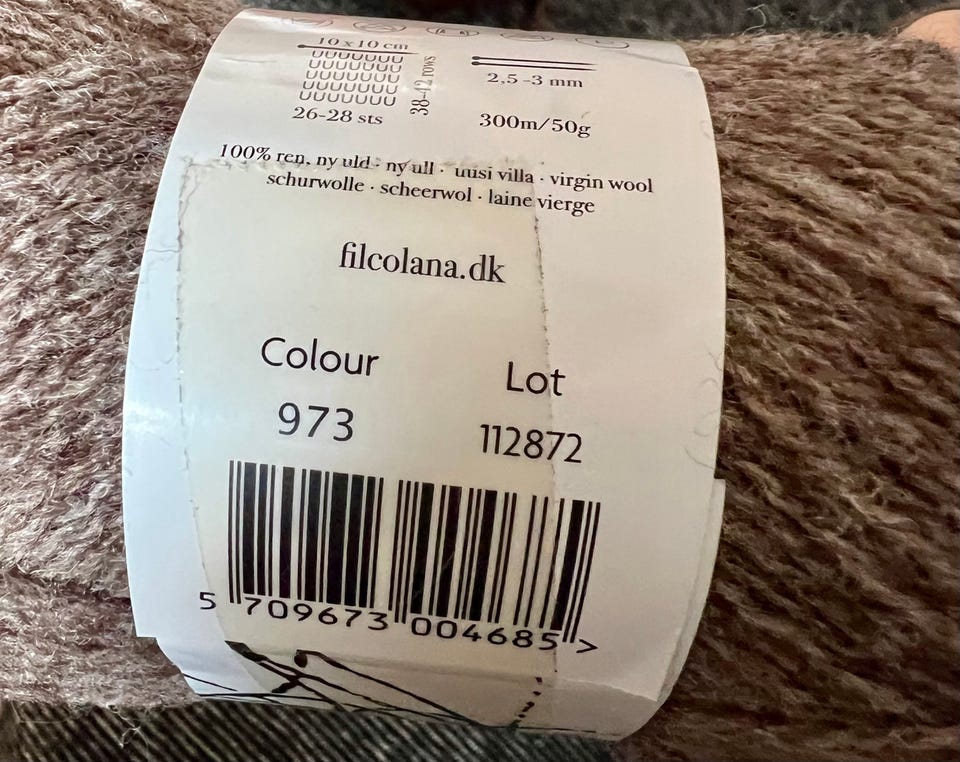 10 x 10 cm
38-42 rows
26-28 sts
2,5 -3 mm
300m/50g
100% ren, ny uld · ny ull · uusi villa · virgin wool
schurwolle · scheerwol · laine vierge
filcolana.dk
Colour
973
Lot
112872
5 709673 004685 >